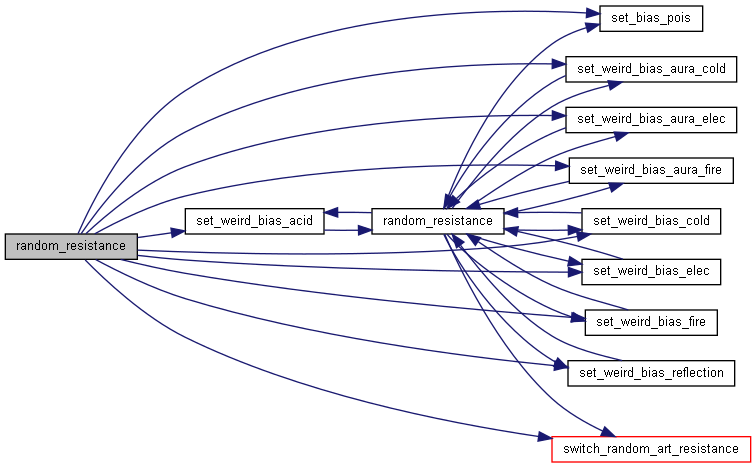 set_bias_pois
set_weird_bias_aura_cold
set_weird_bias_aura_elec
set_weird_bias_aura_fire
set_weird_bias_acid
random_resistance
set_weird_bias_cold
random_resistance
set_weird_bias_elec
set_weird_bias_fire
set_weird_bias_reflection
switch_random_art_resistance